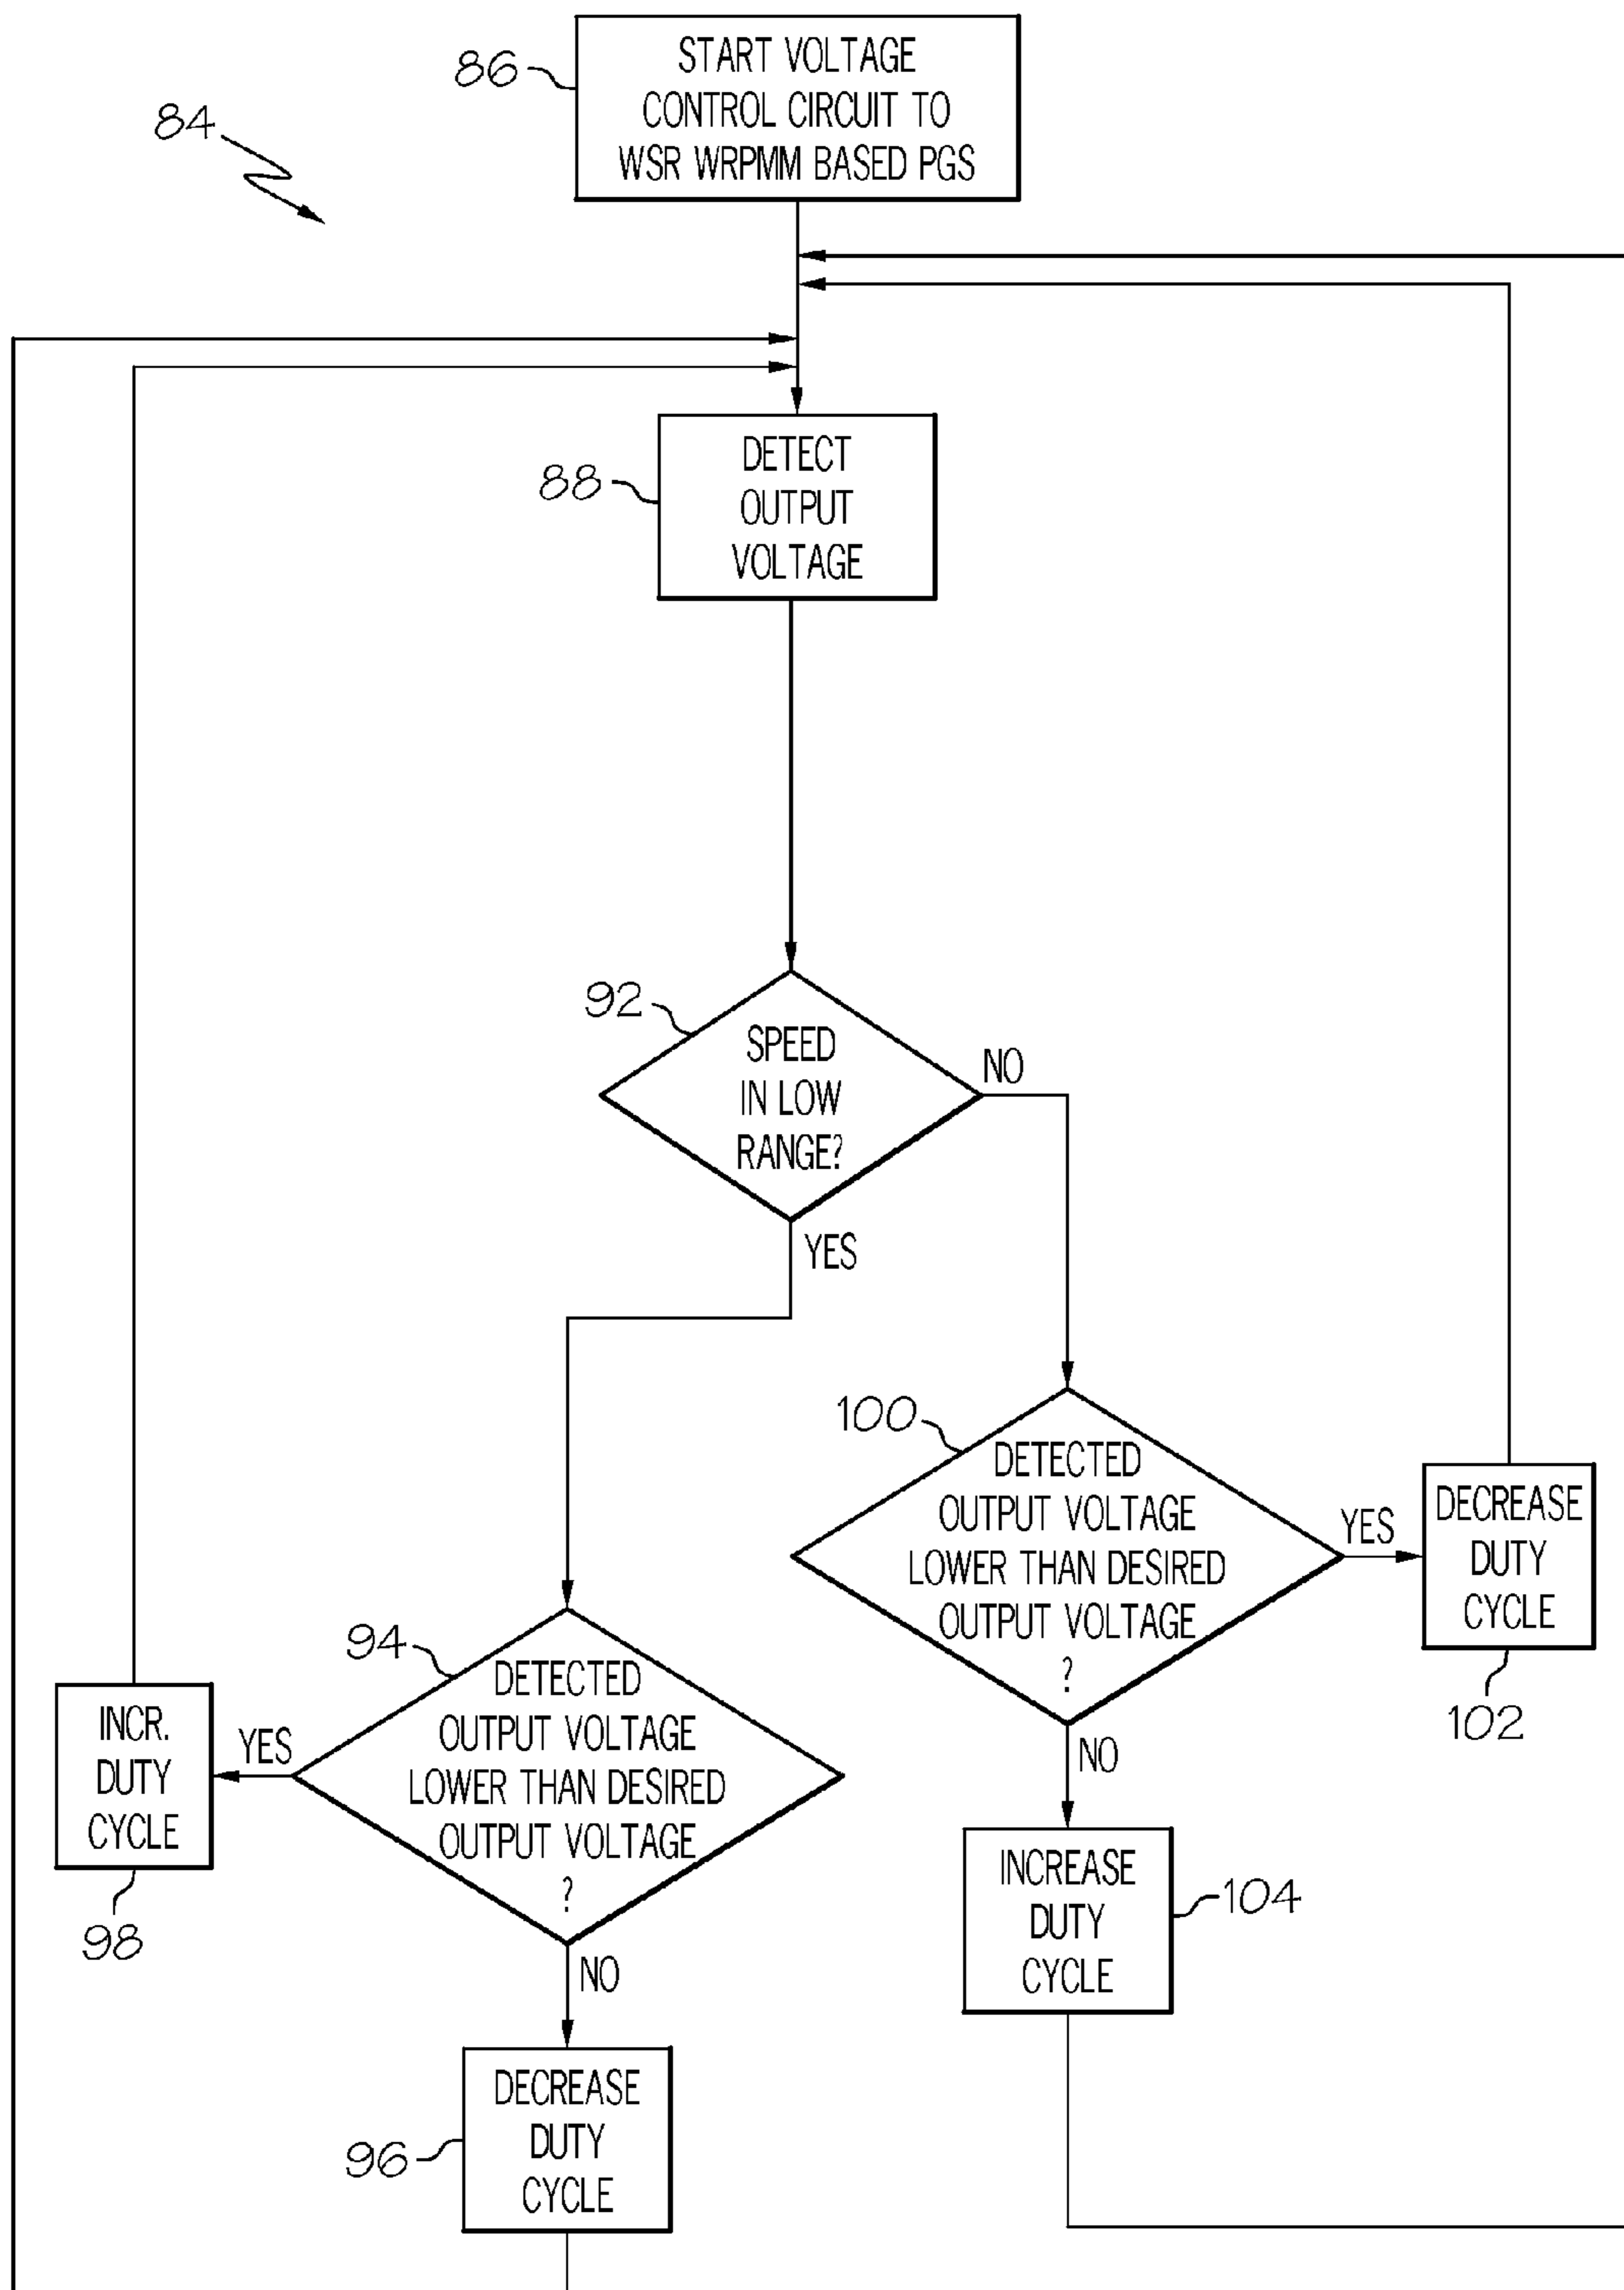 86
START VOLTAGE
CONTROL CIRCUIT TO
WSR WRPMM BASED PGS
84
88
DETECT
OUTPUT
VOLTAGE
92
SPEED
IN LOW
RANGE?
NO
YES
100
DETECTED
OUTPUT VOLTAGE
LOWER THAN DESIRED
OUTPUT VOLTAGE
?
YES
DECREASE
DUTY
CYCLE
102
NO
INCREASE
DUTY
CYCLE
104
94
DETECTED
OUTPUT VOLTAGE
LOWER THAN DESIRED
OUTPUT VOLTAGE
?
YES
INCR.
DUTY
CYCLE
98
NO
DECREASE
DUTY
CYCLE
96